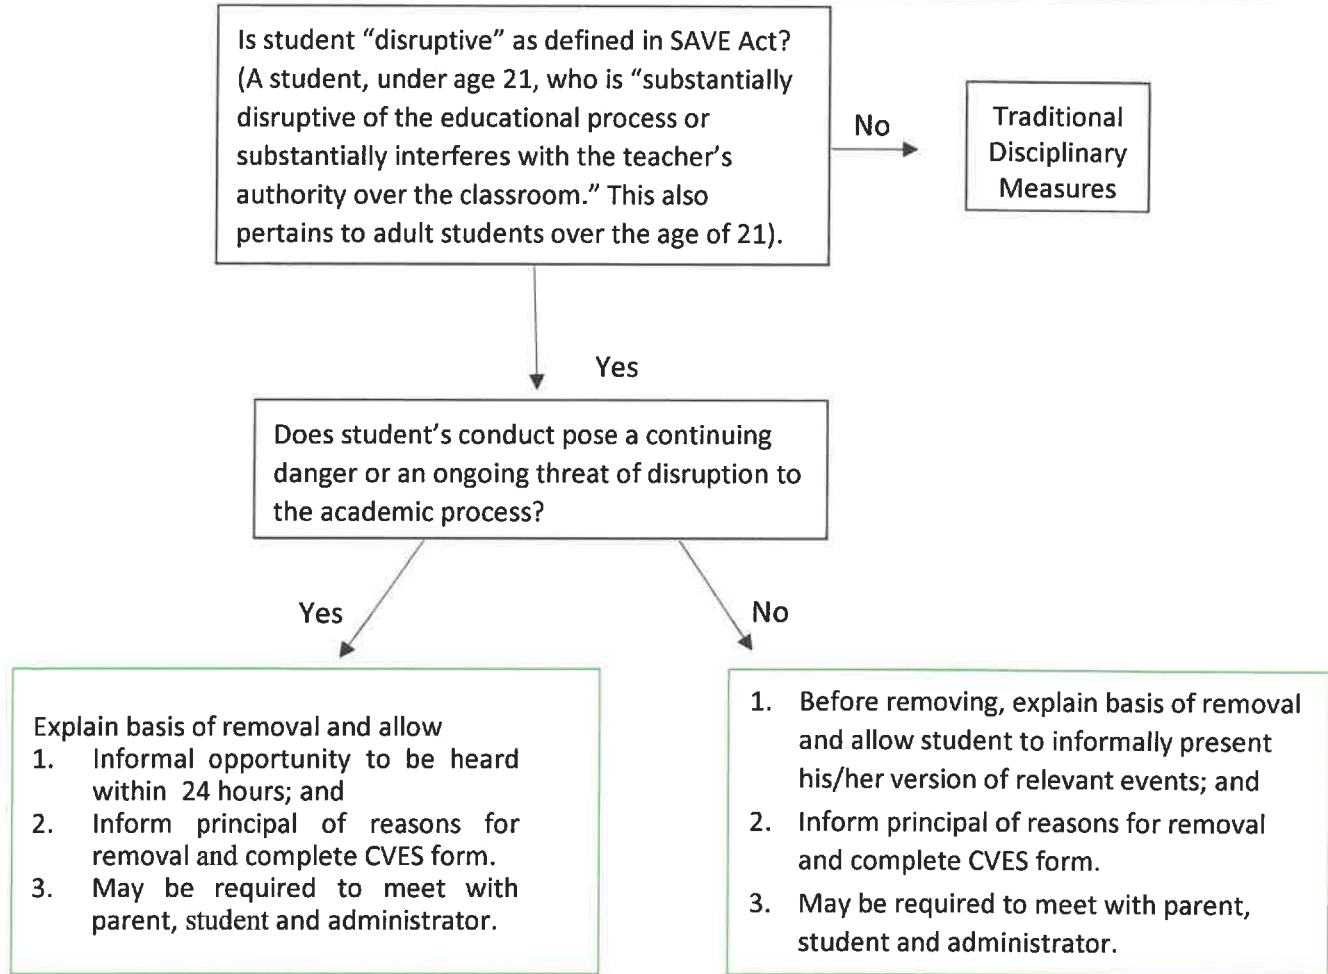 Is student “disruptive” as defined in SAVE Act?
(A student, under age 21, who is “substantially
disruptive of the educational process or
substantially interferes with the teacher’s
authority over the classroom.” This also
pertains to adult students over the age of 21).
No
Traditional
Disciplinary
Measures
Yes
Does student’s conduct pose a continuing
danger or an ongoing threat of disruption to
the academic process?
Yes
No
Explain basis of removal and allow
1. Informal opportunity to be heard
within 24 hours; and
2. Inform principal of reasons for
removal and complete CVES form.
3. May be required to meet with
parent, student and administrator.
1. Before removing, explain basis of removal
and allow student to informally present
his/her version of relevant events; and
2. Inform principal of reasons for removal
and complete CVES form.
3. May be required to meet with parent,
student and administrator.